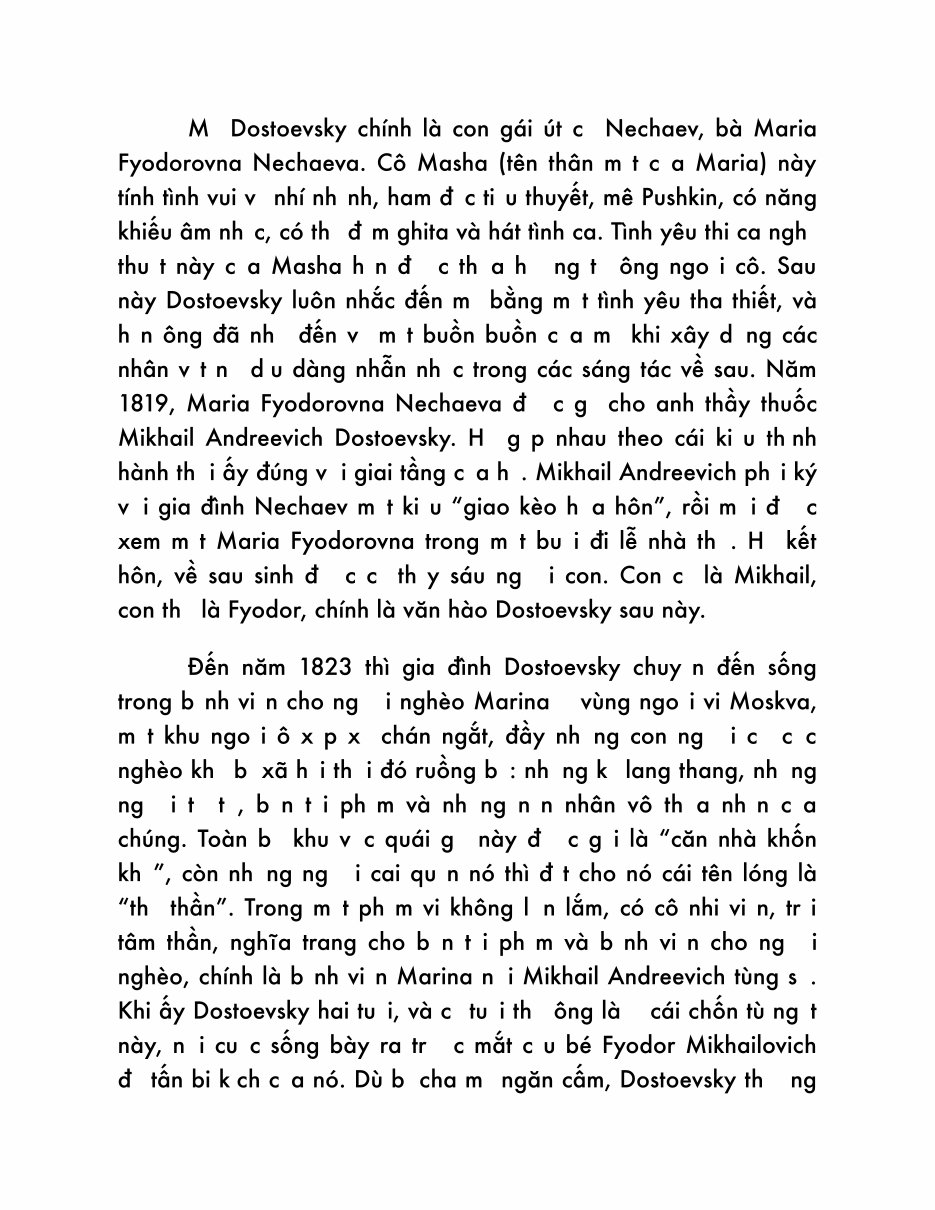 M Dostoevsky chính là con gái út c Nechaev, bà Maria
Fyodorovna Nechaeva. Cô Masha (tên thân m t c a Maria) này
tính tình vui v nhí nh nh, ham đ c ti u thuyết, mê Pushkin, có năng
khiếu âm nh c, có th đ m ghita và hát tình ca. Tình yêu thi ca ngh
thu t này c a Masha h n đ c th a h ng t ông ngo i cô. Sau
này Dostoevsky luôn nhắc đến m bằng m t tình yêu tha thiết, và
h n ông đã nh đến v m t buồn buồn c a m khi xây d ng các
nhân v t n d u dàng nhẫn nh c trong các sáng tác về sau. Năm
1819, Maria Fyodorovna Nechaeva đ c g cho anh thầy thuốc
Mikhail Andreevich Dostoevsky. H g p nhau theo cái ki u th nh
hành th i ấy đúng v i giai tầng c a h . Mikhail Andreevich ph i ký
v i gia đình Nechaev m t ki u “giao kèo h a hôn”, rồi m i đ c
xem m t Maria Fyodorovna trong m t bu i đi lễ nhà th . H kết
hôn, về sau sinh đ c c th y sáu ng i con. Con c là Mikhail,
con th là Fyodor, chính là văn hào Dostoevsky sau này.
Đến năm 1823 thì gia đình Dostoevsky chuy n đến sống
trong b nh vi n cho ng i nghèo Marina vùng ngo i vi Moskva,
m t khu ngo i ô x p x chán ngắt, đầy nh ng con ng i c c c
nghèo kh b xã h i th i đó ruồng b : nh ng k lang thang, nh ng
ng i t t , b n t i ph m và nh ng n n nhân vô th a nh n c a
chúng. Toàn b khu v c quái g này đ c g i là “căn nhà khốn
kh ”, còn nh ng ng i cai qu n nó thì đ t cho nó cái tên lóng là
“th thần”. Trong m t ph m vi không l n lắm, có cô nhi vi n, tr i
tâm thần, nghĩa trang cho b n t i ph m và b nh vi n cho ng i
nghèo, chính là b nh vi n Marina n i Mikhail Andreevich tùng s .
Khi ấy Dostoevsky hai tu i, và c tu i th ông là cái chốn tù ng t
này, n i cu c sống bày ra tr c mắt c u bé Fyodor Mikhailovich
đ tấn bi k ch c a nó. Dù b cha m ngăn cấm, Dostoevsky th ng